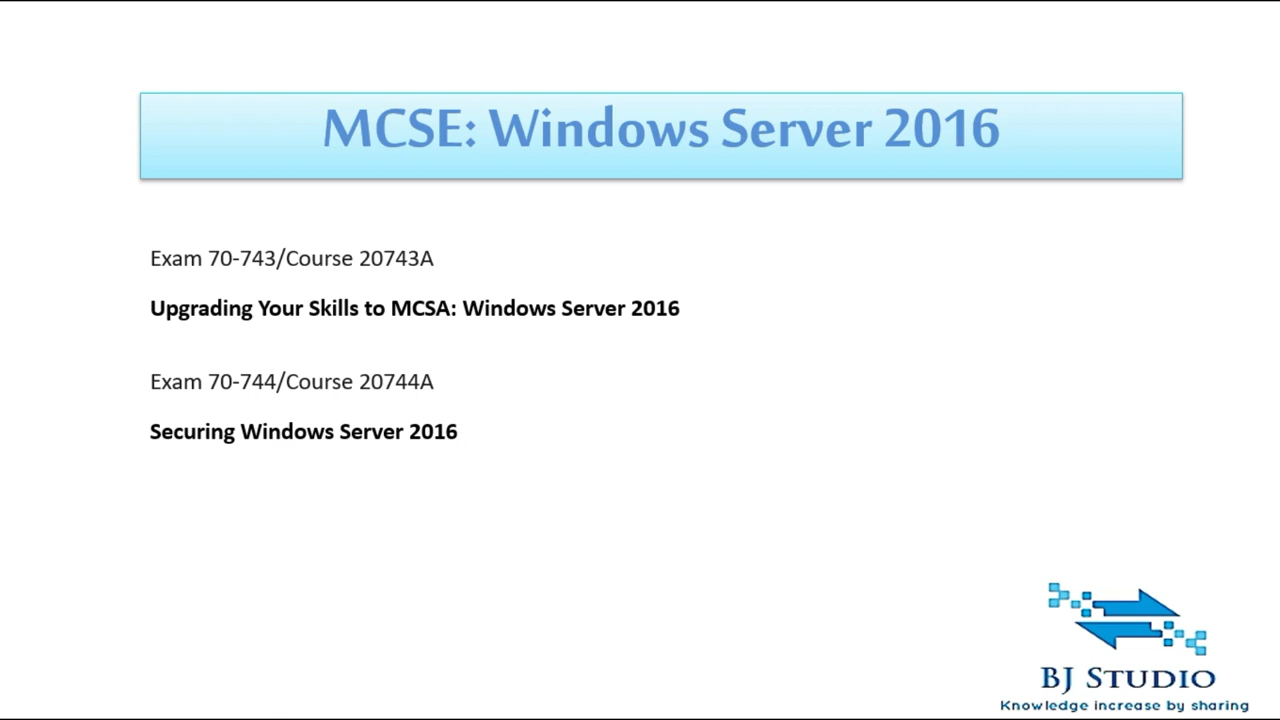 MCSE: Windows Server 2016
Exam 70-743/Course 20743A
Upgrading Your Skills to MCSA: Windows Server 2016
Exam 70-744/Course 20744A
Securing Windows Server 2016
BJ STUDIO
Knowledge increase by sharing